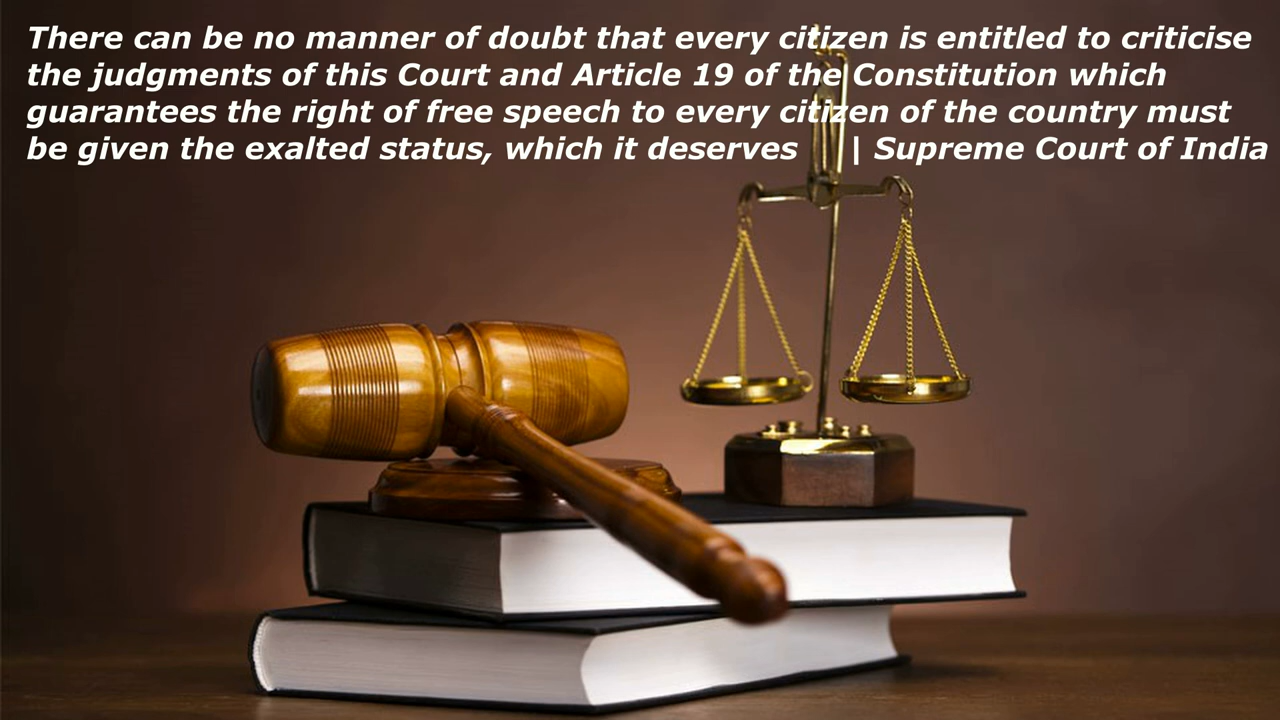 There can be no manner of doubt that every citizen is entitled to criticise
the judgments of this Court and Article 19 of the Constitution which
guarantees the right of free speech to every citizen of the country must
be given the exalted status, which it deserves | Supreme Court of India